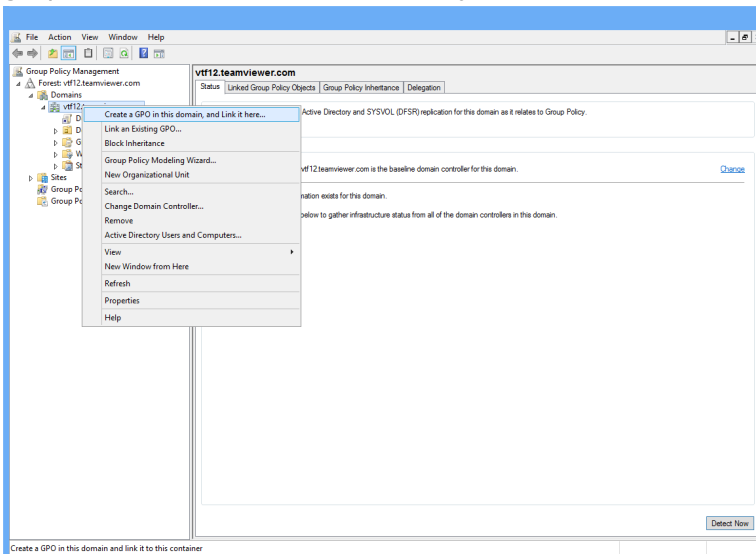 File Action View Window Help
Group Policy Management
Forest: vtf12.teamviewer.com
Domains
vtf12.
D
D
G
W
St
Sites
Group Po
Group Po
Create a GPO in this domain, and Link it here...
Link an Existing GPO...
Block Inheritance
Group Policy Modeling Wizard...
New Organizational Unit
Search...
Change Domain Controller...
Remove
Active Directory Users and Computers...
View
New Window from Here
Refresh
Properties
Help
vtf12.teamviewer.com
Status Linked Group Policy Objects Group Policy Inheritance Delegation
Active Directory and SYSVOL (DFSR) replication for this domain as it relates to Group Policy.
vtf12.teamviewer.com is the baseline domain controller for this domain. Change
mation exists for this domain.
below to gather infrastructure status from all of the domain controllers in this domain.
Detect Now
Create a GPO in this domain and link it to this container